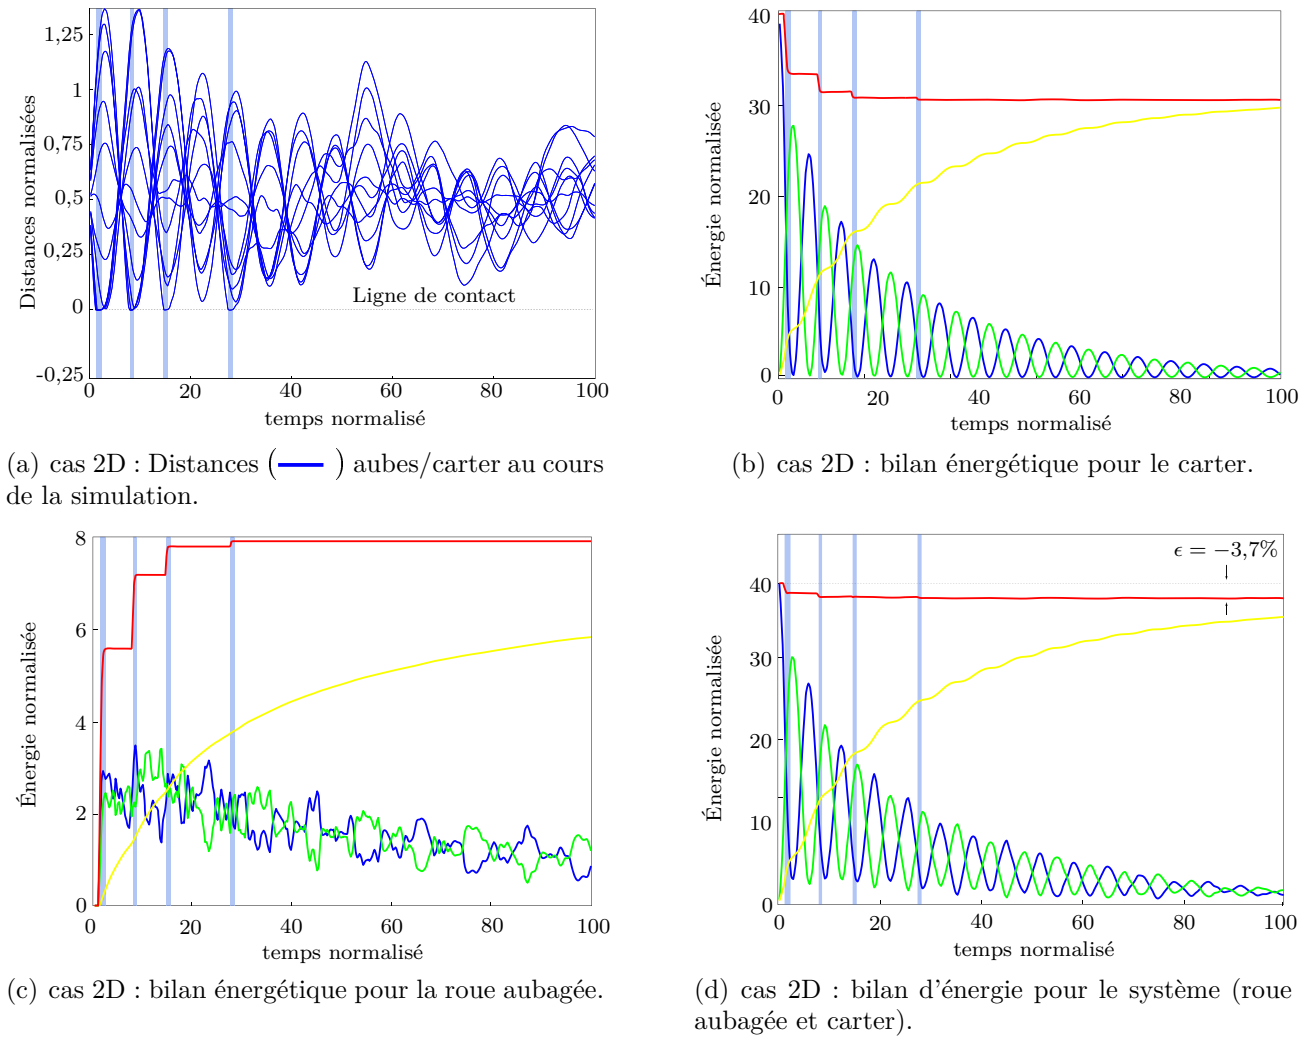 1,25
1
0,75
0,5
0,25
0
-0,25
Distances normalisées
Ligne de contact
0 20 40 60 80 100
temps normalisé
(a) cas 2D : Distances ( ) aubes/carter au cours
de la simulation.
40
30
20
10
0
Énergie normalisée
0 20 40 60 80 100
temps normalisé
(b) cas 2D : bilan énergétique pour le carter.
8
6
4
2
0
Énergie normalisée
0 20 40 60 80 100
temps normalisé
(c) cas 2D : bilan énergétique pour la roue aubagée.
ϵ = −3,7%
40
30
20
10
0
Énergie normalisée
0 20 40 60 80 100
temps normalisé
(d) cas 2D : bilan d'énergie pour le système (roue
aubagée et carter).